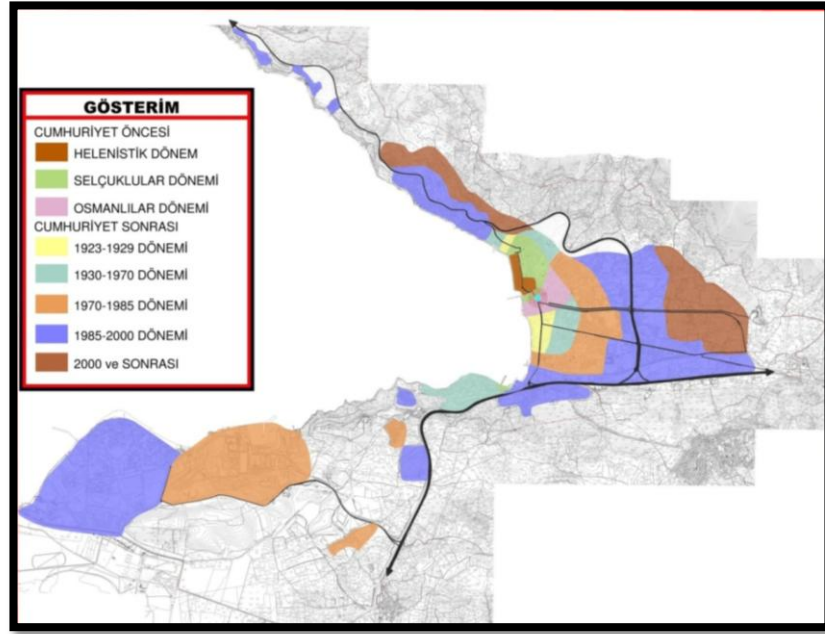 GÖSTERİM
CUMHURİYET ÖNCESİ
HELENİSTİK DÖNEM
SELÇUKLULAR DÖNEMİ
OSMANLILAR DÖNEMİ
CUMHURİYET SONRASI
1923-1929 DÖNEMİ
1930-1970 DÖNEMİ
1970-1985 DÖNEMİ
1985-2000 DÖNEMİ
2000 ve SONRASI